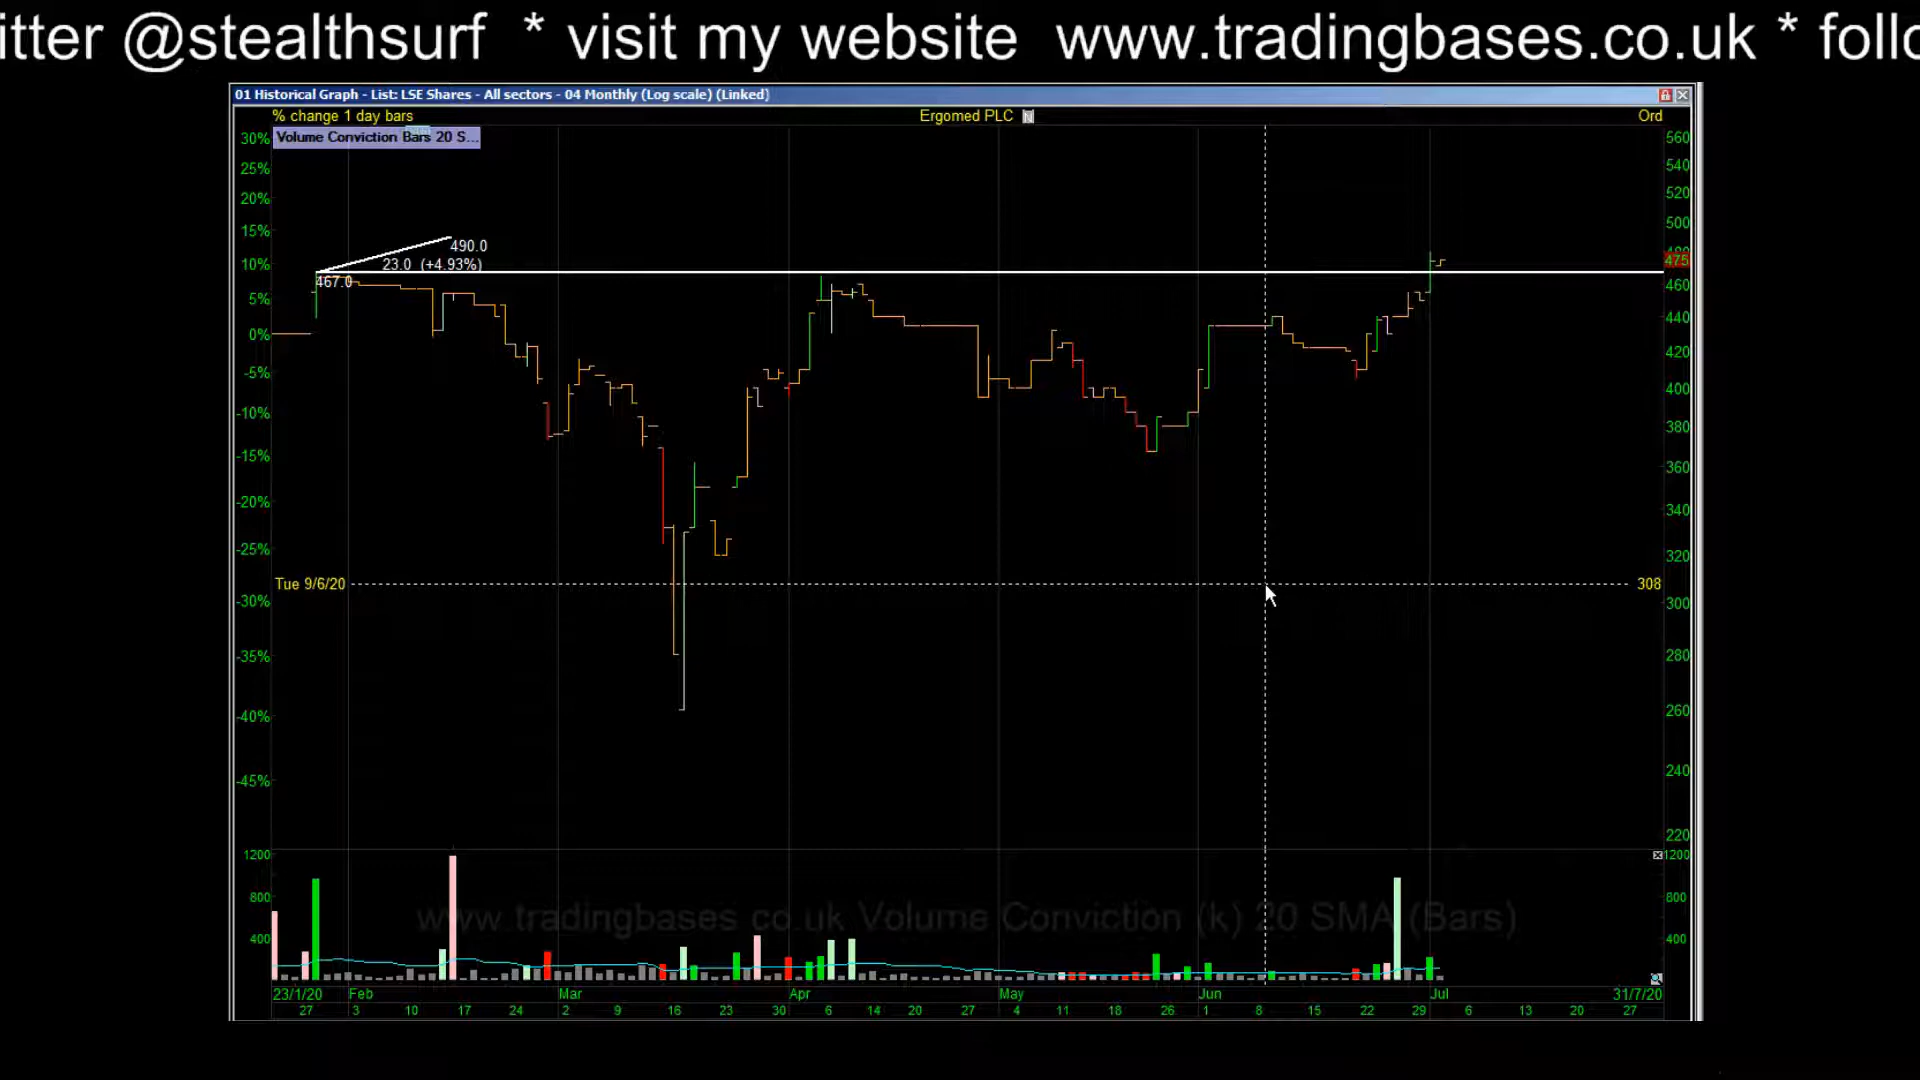 itter @stealthsurf * visit my website www.tradingbases.co.uk * follo
01 Historical Graph - List: LSE Shares - All sectors - 04 Monthly (Log scale) (Linked)
% change 1 day bars Ergomed PLC N Ord
Volume Conviction Bars 20 S...
30% 560
25% 540
20% 520
15% 500
490.0
10% 23.0 (+4.93%) 475
467.0
5% 460
0% 440
-5% 420
-10% 400
-15% 380
360
-20% 340
-25% 320
Tue 9/6/20 308
-30% 300
-35% 280
-40% 260
-45% 240
220
1200 1200
800 800
www.tradingbases.co.uk Volume Conviction (k) 20 SMA (Bars)
400 400
23/1/20 Feb Mar Apr May Jun Jul 31/7/20
27 3 10 17 24 2 9 16 23 30 6 14 20 27 4 11 18 26 1 8 15 22 29 6 13 20 27